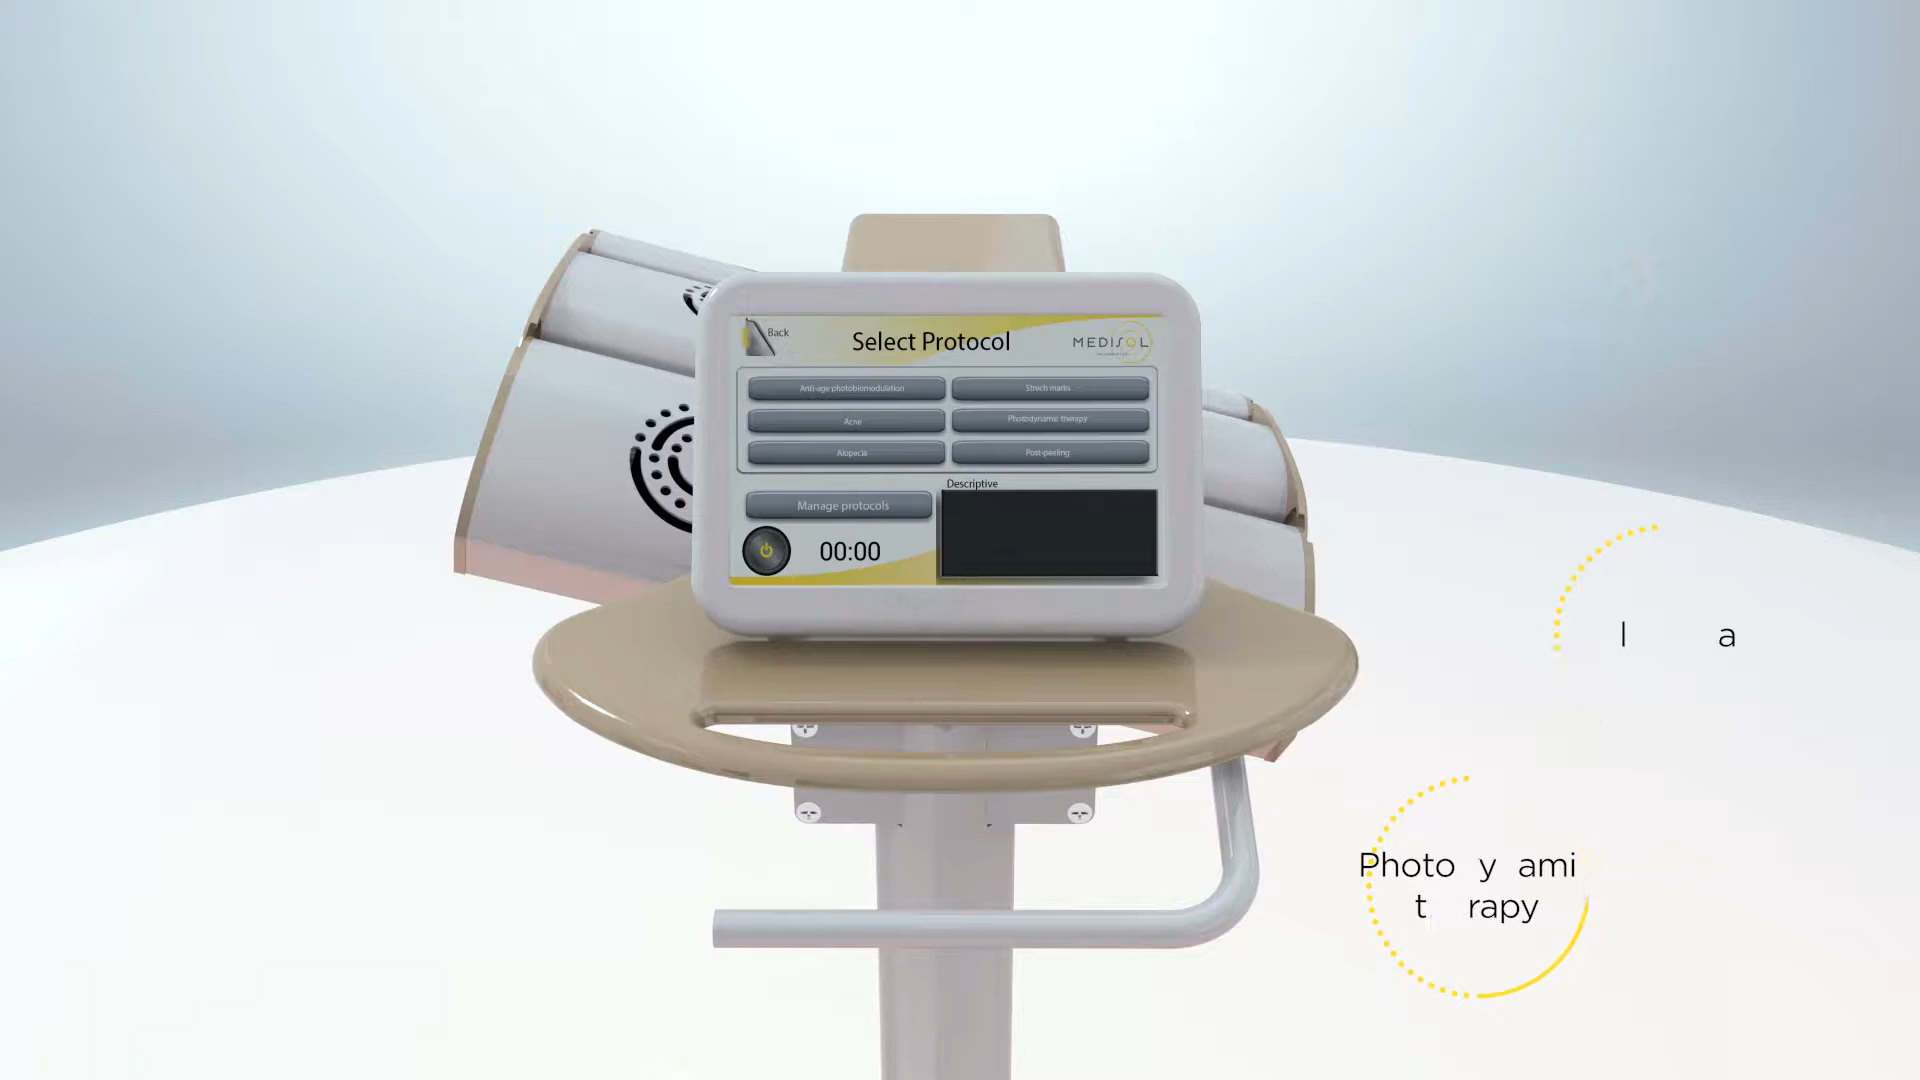 Back
Select Protocol
MEDISOL
Anti-age photobiomodulation
Strech marks
Acne
Photodynamic therapy
Alopecia
Post-peeling
Descriptive
Manage protocols
00:00
l a
Photo y ami
t rapy